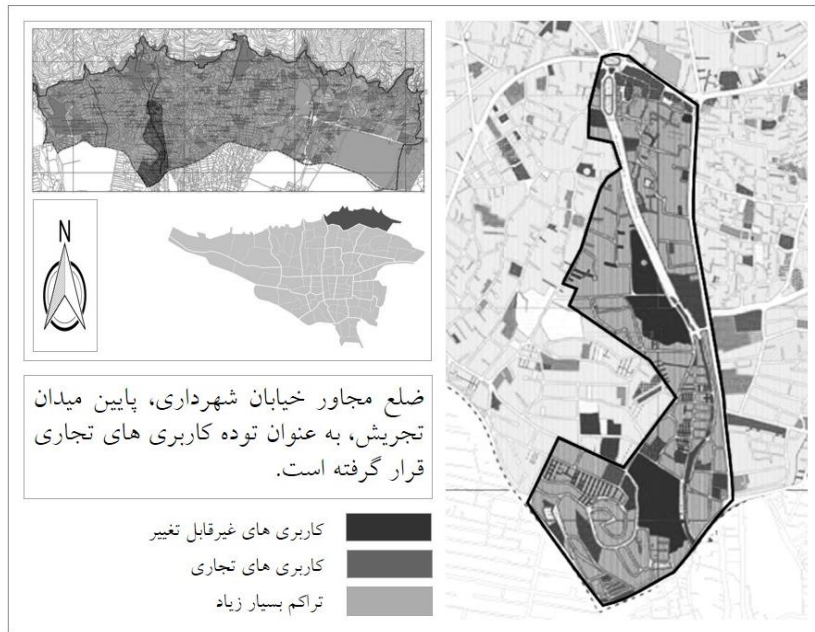 N
ضلع مجاور خیابان شهرداری، پایین میدان
تجریش، به عنوان توده کاربری های تجاری
قرار گرفته است.
کاربری های غیرقابل تغییر
کاربری های تجاری
تراکم بسیار زیاد